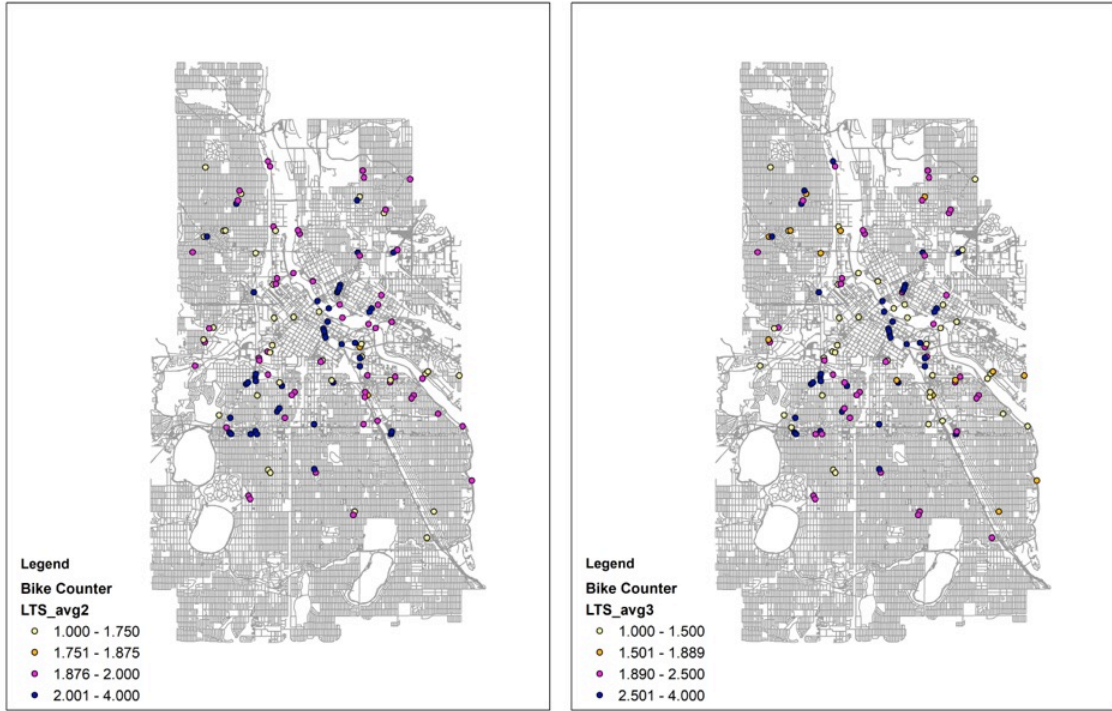 Legend
Bike Counter
LTS_avg2
1.000 - 1.750
1.751 - 1.875
1.876 - 2.000
2.001 - 4.000
Legend
Bike Counter
LTS_avg3
1.000 - 1.500
1.501 - 1.889
1.890 - 2.500
2.501 - 4.000